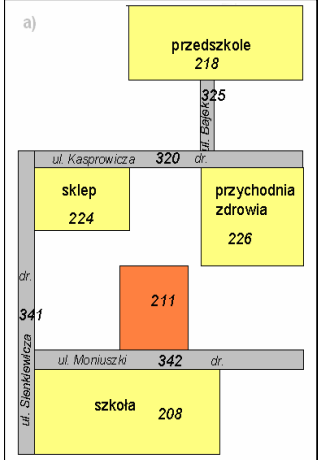 a)
przedszkole
218
325
ul. Bajek
ul. Kasprowicza 320 dr.
sklep
224
przychodnia
zdrowia
226
211
dr.
341
ul. Sienkiewicza
ul. Moniuszki 342 dr.
szkoła 208